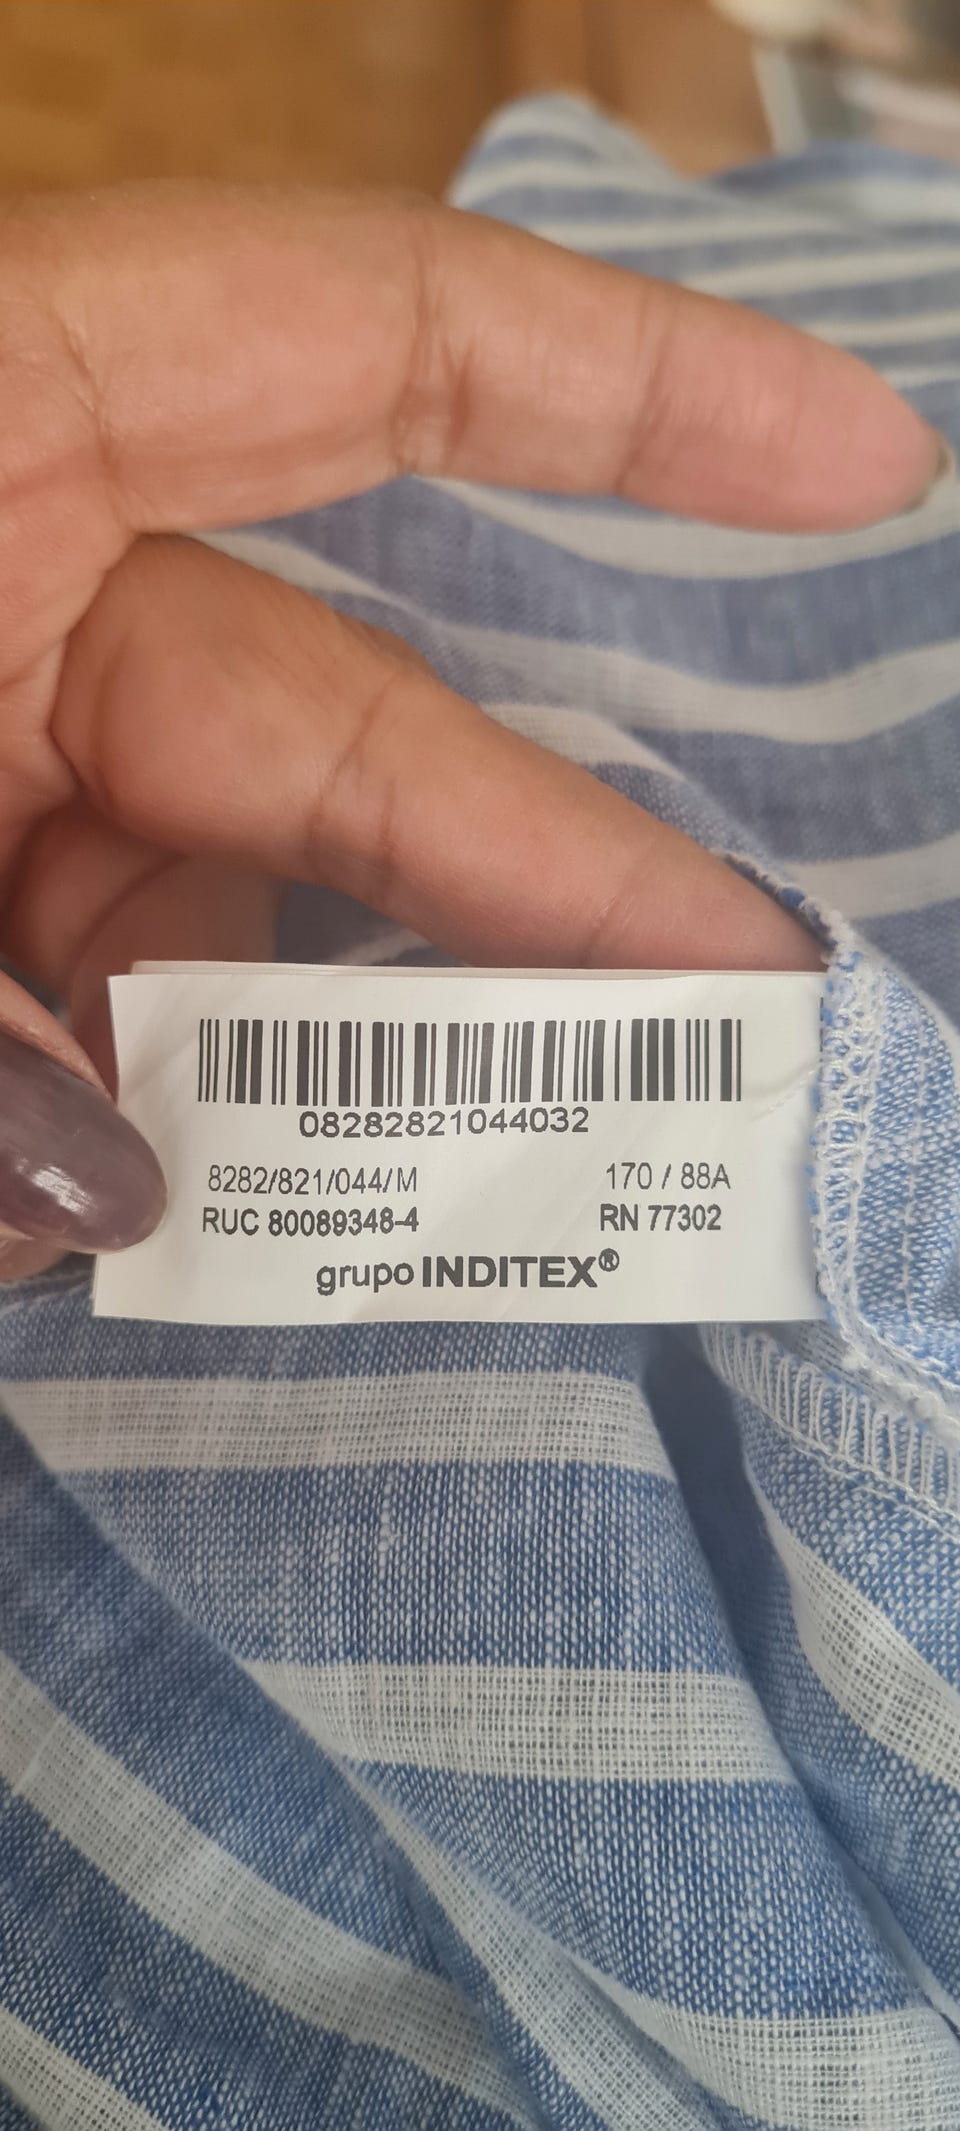 08282821044032
8282/821/044/M 170 / 88A
RUC 80089348-4 RN 77302
grupo INDITEX®